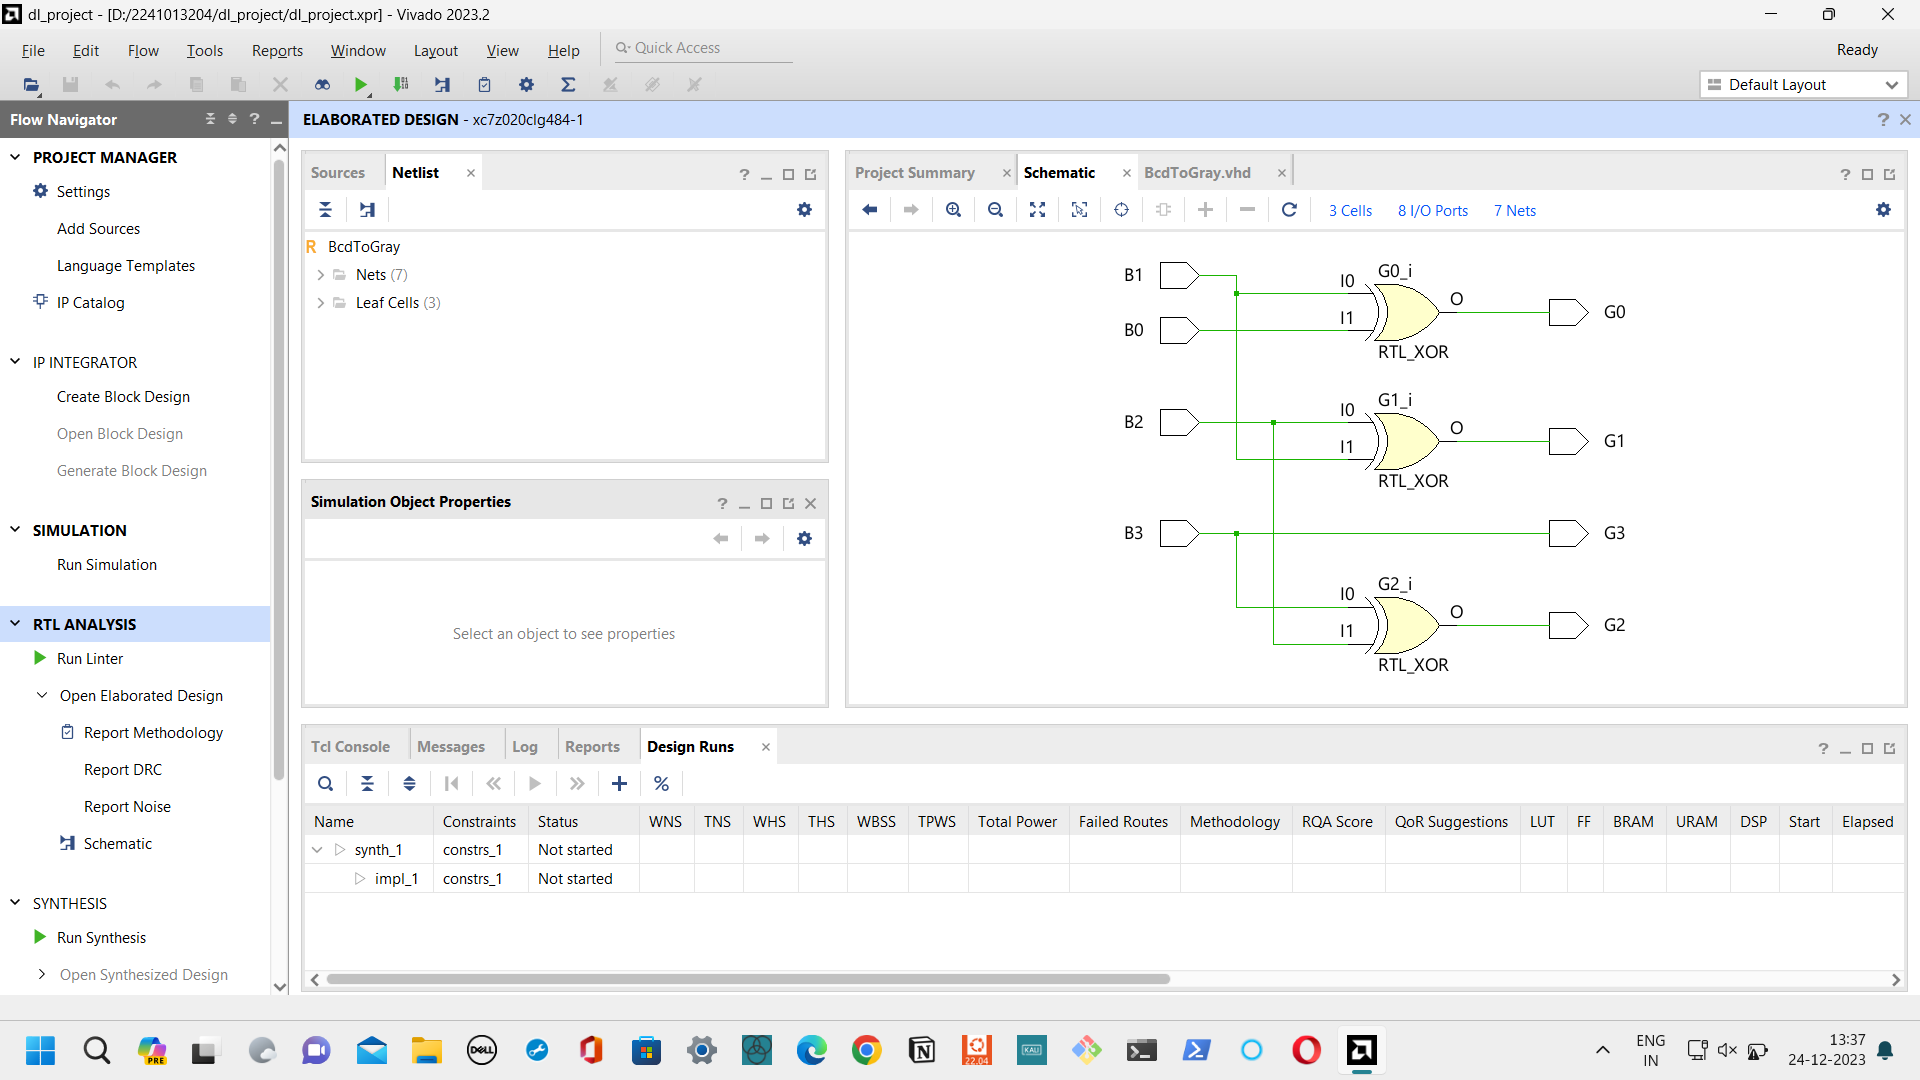 dl_project - [D:/2241013204/dl_project/dl_project.xpr] - Vivado 2023.2
File Edit Flow Tools Reports Window Layout View Help Quick Access Ready
Default Layout
Flow Navigator
ELABORATED DESIGN - xc7z020clg484-1
PROJECT MANAGER
Settings
Add Sources
Language Templates
IP Catalog
IP INTEGRATOR
Create Block Design
Open Block Design
Generate Block Design
SIMULATION
Run Simulation
RTL ANALYSIS
Run Linter
Open Elaborated Design
Report Methodology
Report DRC
Report Noise
Schematic
SYNTHESIS
Run Synthesis
Open Synthesized Design
Sources Netlist
R BcdToGray
Nets (7)
Leaf Cells (3)
Simulation Object Properties
Select an object to see properties
Project Summary Schematic BcdToGray.vhd
3 Cells 8 I/O Ports 7 Nets
B1 I0 G0_i O
B0 I1 G0
RTL_XOR
B2 I0 G1_i O
I1 G1
RTL_XOR
B3 G3
I0 G2_i O
I1 G2
RTL_XOR
Tcl Console Messages Log Reports Design Runs
Name Constraints Status WNS TNS WHS THS WBSS TPWS Total Power Failed Routes Methodology RQA Score QoR Suggestions LUT FF BRAM URAM DSP Start Elapsed
synth_1 constrs_1 Not started
impl_1 constrs_1 Not started
PRE
DELL
22.04
KALI
ENG
IN
13:37
24-12-2023